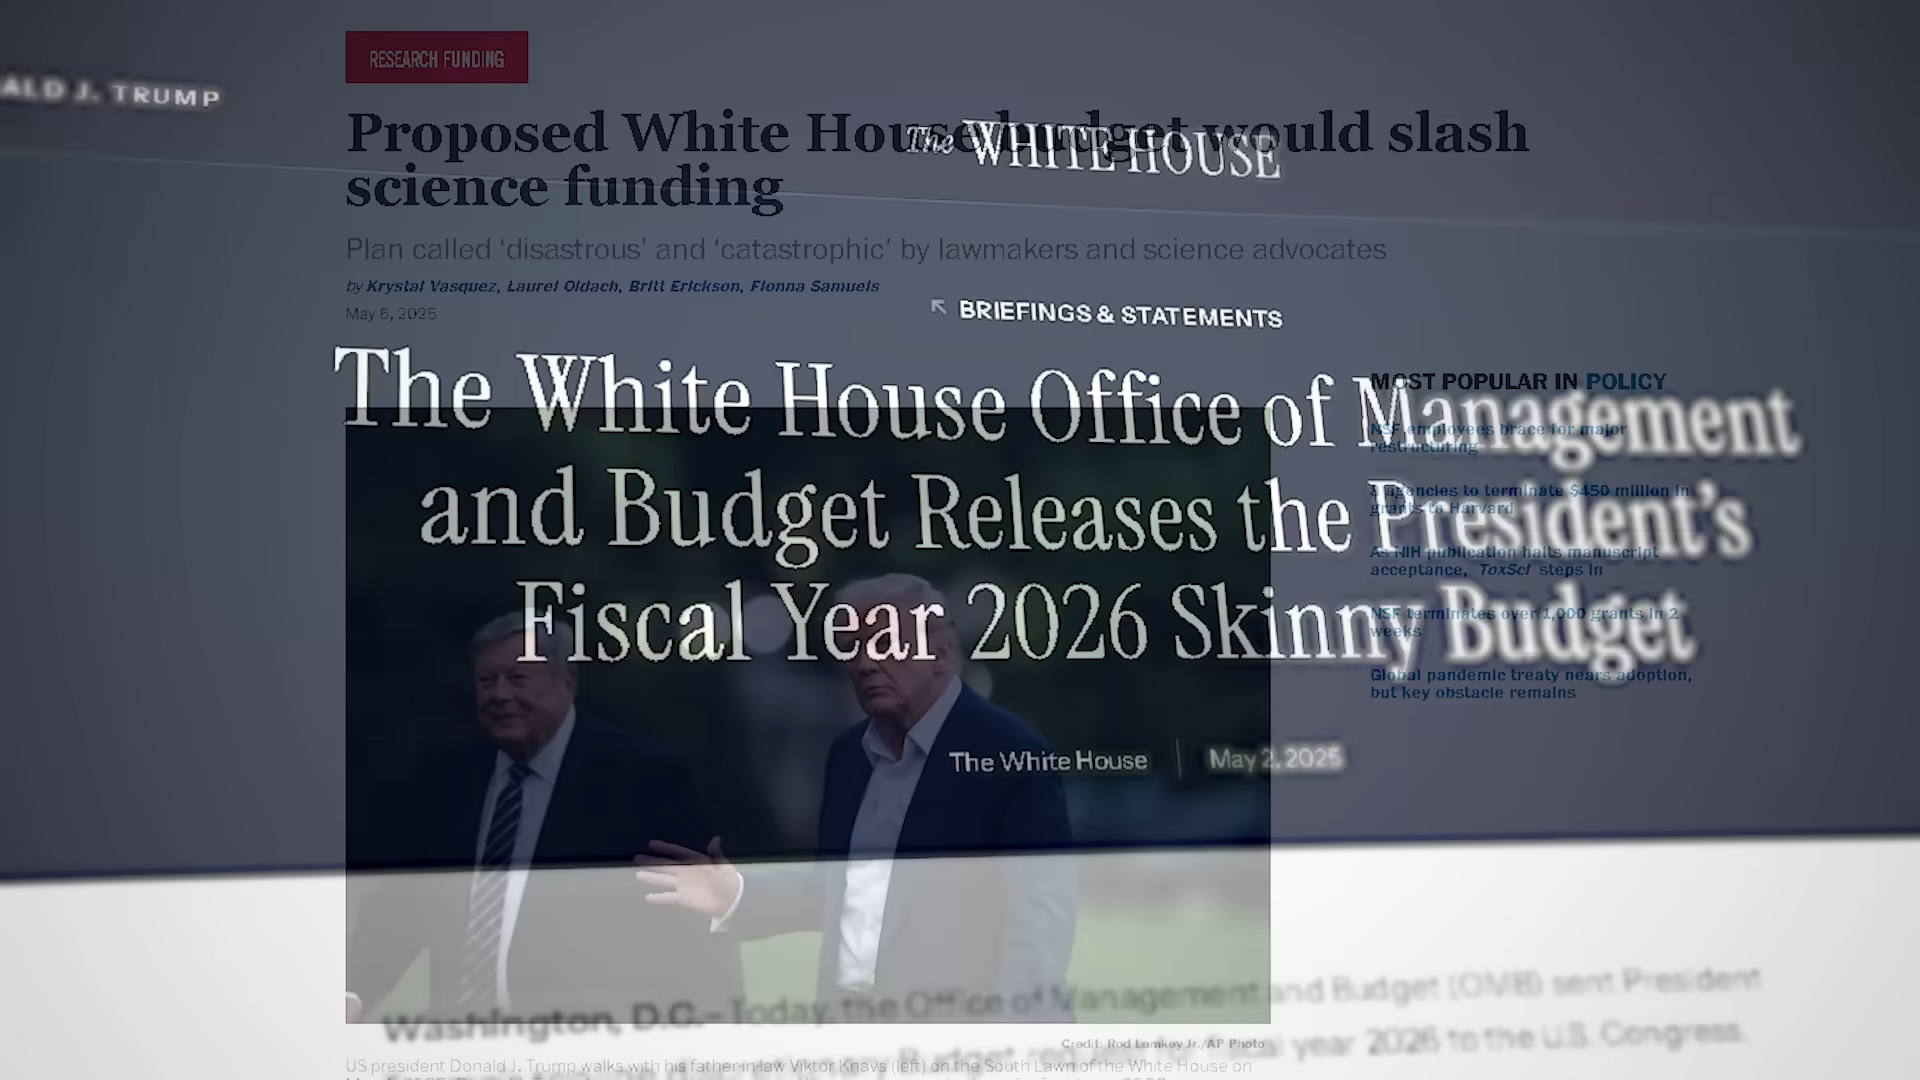 RESEARCH FUNDING
ALD J. TRUMP
Proposed White House budget would slash
science funding
The WHITE HOUSE
Plan called ‘disastrous’ and ‘catastrophic’ by lawmakers and science advocates
by Krystal Vasquez, Laurel Oldach, Britt Erickson, Fionna Samuels
May 6, 2025
BRIEFINGS & STATEMENTS
The White House Office of Management
and Budget Releases the President’s
Fiscal Year 2026 Skinny Budget
The White House
May 2, 2025
MOST POPULAR IN POLICY
NSF employees brace for major
restructuring
agencies to terminate $450 million in
grants to Harvard
As NIH publication halts manuscript
acceptance, ToxSci steps in
NSF terminates over 1,000 grants in 2
weeks
Global pandemic treaty nears adoption,
but key obstacle remains
Washington, D.C.– Today, the Office of Management and Budget (OMB) sent President
Budget year 2026 to the U.S. Congress.
Credit: Rod Lamkey Jr./AP Photo
US president Donald J. Trump walks with his father-in-law Viktor Knavs (left) on the South Lawn of the White House on